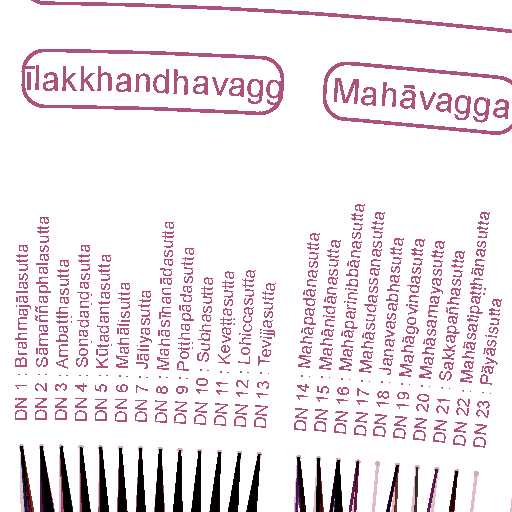 īlakkhandhavagg
Mahāvagga
DN 1 : Brahmajālasutta
DN 2 : Sāmaññaphalasutta
DN 3 : Ambaṭṭhasutta
DN 4 : Soṇadaṇḍasutta
DN 5 : Kūṭadantasutta
DN 6 : Mahālisutta
DN 7 : Jāliyasutta
DN 8 : Mahāsīhanādasutta
DN 9 : Poṭṭhapādasutta
DN 10 : Subhasutta
DN 11 : Kevaṭṭasutta
DN 12 : Lohiccasutta
DN 13 : Tevijjasutta
DN 14 : Mahāpadānasutta
DN 15 : Mahānidānasutta
DN 16 : Mahāparinibbānasutta
DN 17 : Mahāsudassanasutta
DN 18 : Janavasabhasutta
DN 19 : Mahāgovindasutta
DN 20 : Mahāsamayasutta
DN 21 : Sakkapañhasutta
DN 22 : Mahāsatipaṭṭhānasutta
DN 23 : Pāyāsisutta